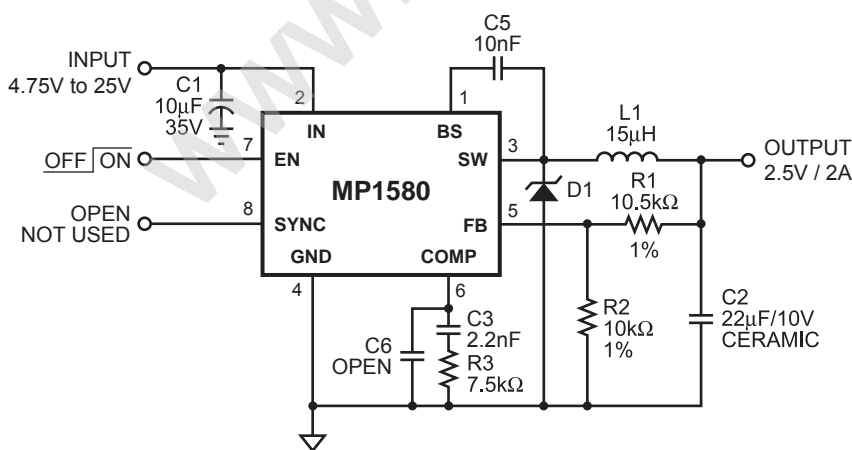 C5
10nF
INPUT
4.75V to 25V
C1
10μF
35V
2
1
IN
BS
L1
15μH
7
3
OFF ON
EN
SW
OUTPUT
2.5V / 2A
MP1580
D1
R1
10.5kΩ
1%
OPEN
NOT USED
8
5
SYNC
FB
GND
COMP
4
6
C6
OPEN
C3
2.2nF
R3
7.5kΩ
R2
10kΩ
1%
C2
22μF/10V
CERAMIC
www.